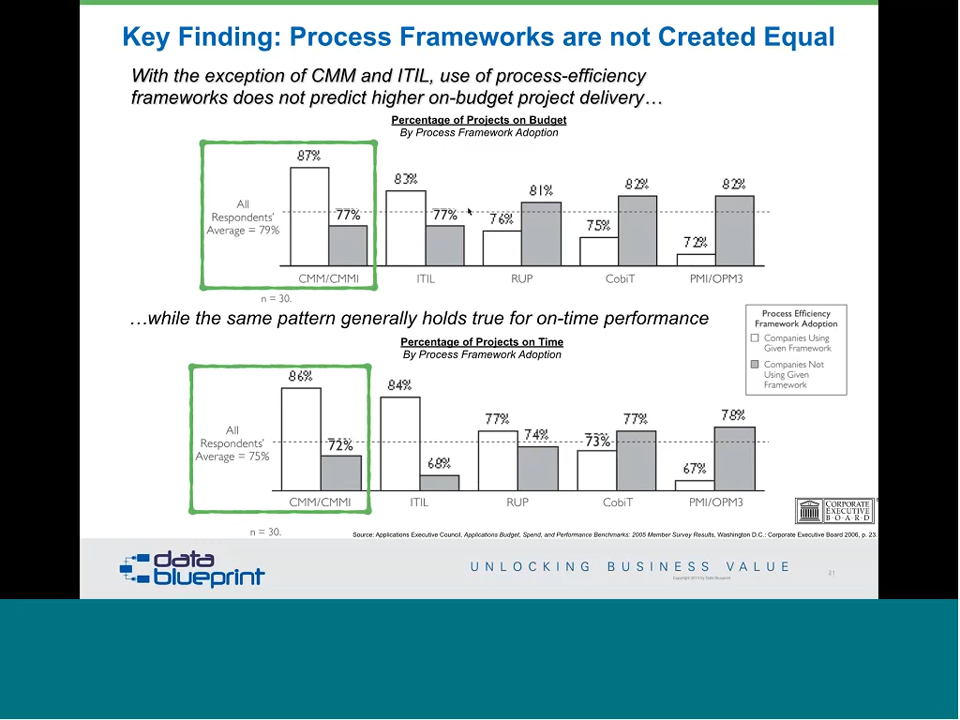 Key Finding: Process Frameworks are not Created Equal
With the exception of CMM and ITIL, use of process-efficiency
frameworks does not predict higher on-budget project delivery…
Percentage of Projects on Budget
By Process Framework Adoption
87%
83%
81%
82%
82%
All
Respondents'
Average = 79%
77%
77%
76%
75%
72%
CMM/CMMI
ITIL
RUP
CobiT
PMI/OPM3
n = 30.
…while the same pattern generally holds true for on-time performance
Process Efficiency
Framework Adoption
Companies Using
Given Framework
Companies Not
Using Given
Framework
Percentage of Projects on Time
By Process Framework Adoption
86%
84%
77%
74%
77%
78%
All
Respondents'
Average = 75%
72%
68%
73%
67%
CMM/CMMI
ITIL
RUP
CobiT
PMI/OPM3
n = 30.
CORPORATE
EXECUTIVE
B·O·A·R·D
Source: Applications Executive Council, Applications Budget, Spend, and Performance Benchmarks: 2005 Member Survey Results, Washington D.C.: Corporate Executive Board 2006, p. 23.
data
blueprint
UNLOCKING BUSINESS VALUE
21